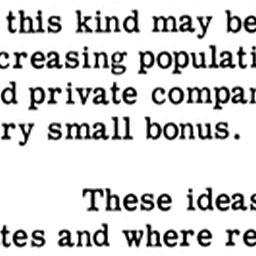 this kind may be
creasing populati
d private compan
ry small bonus.
These ideas
tes and where re